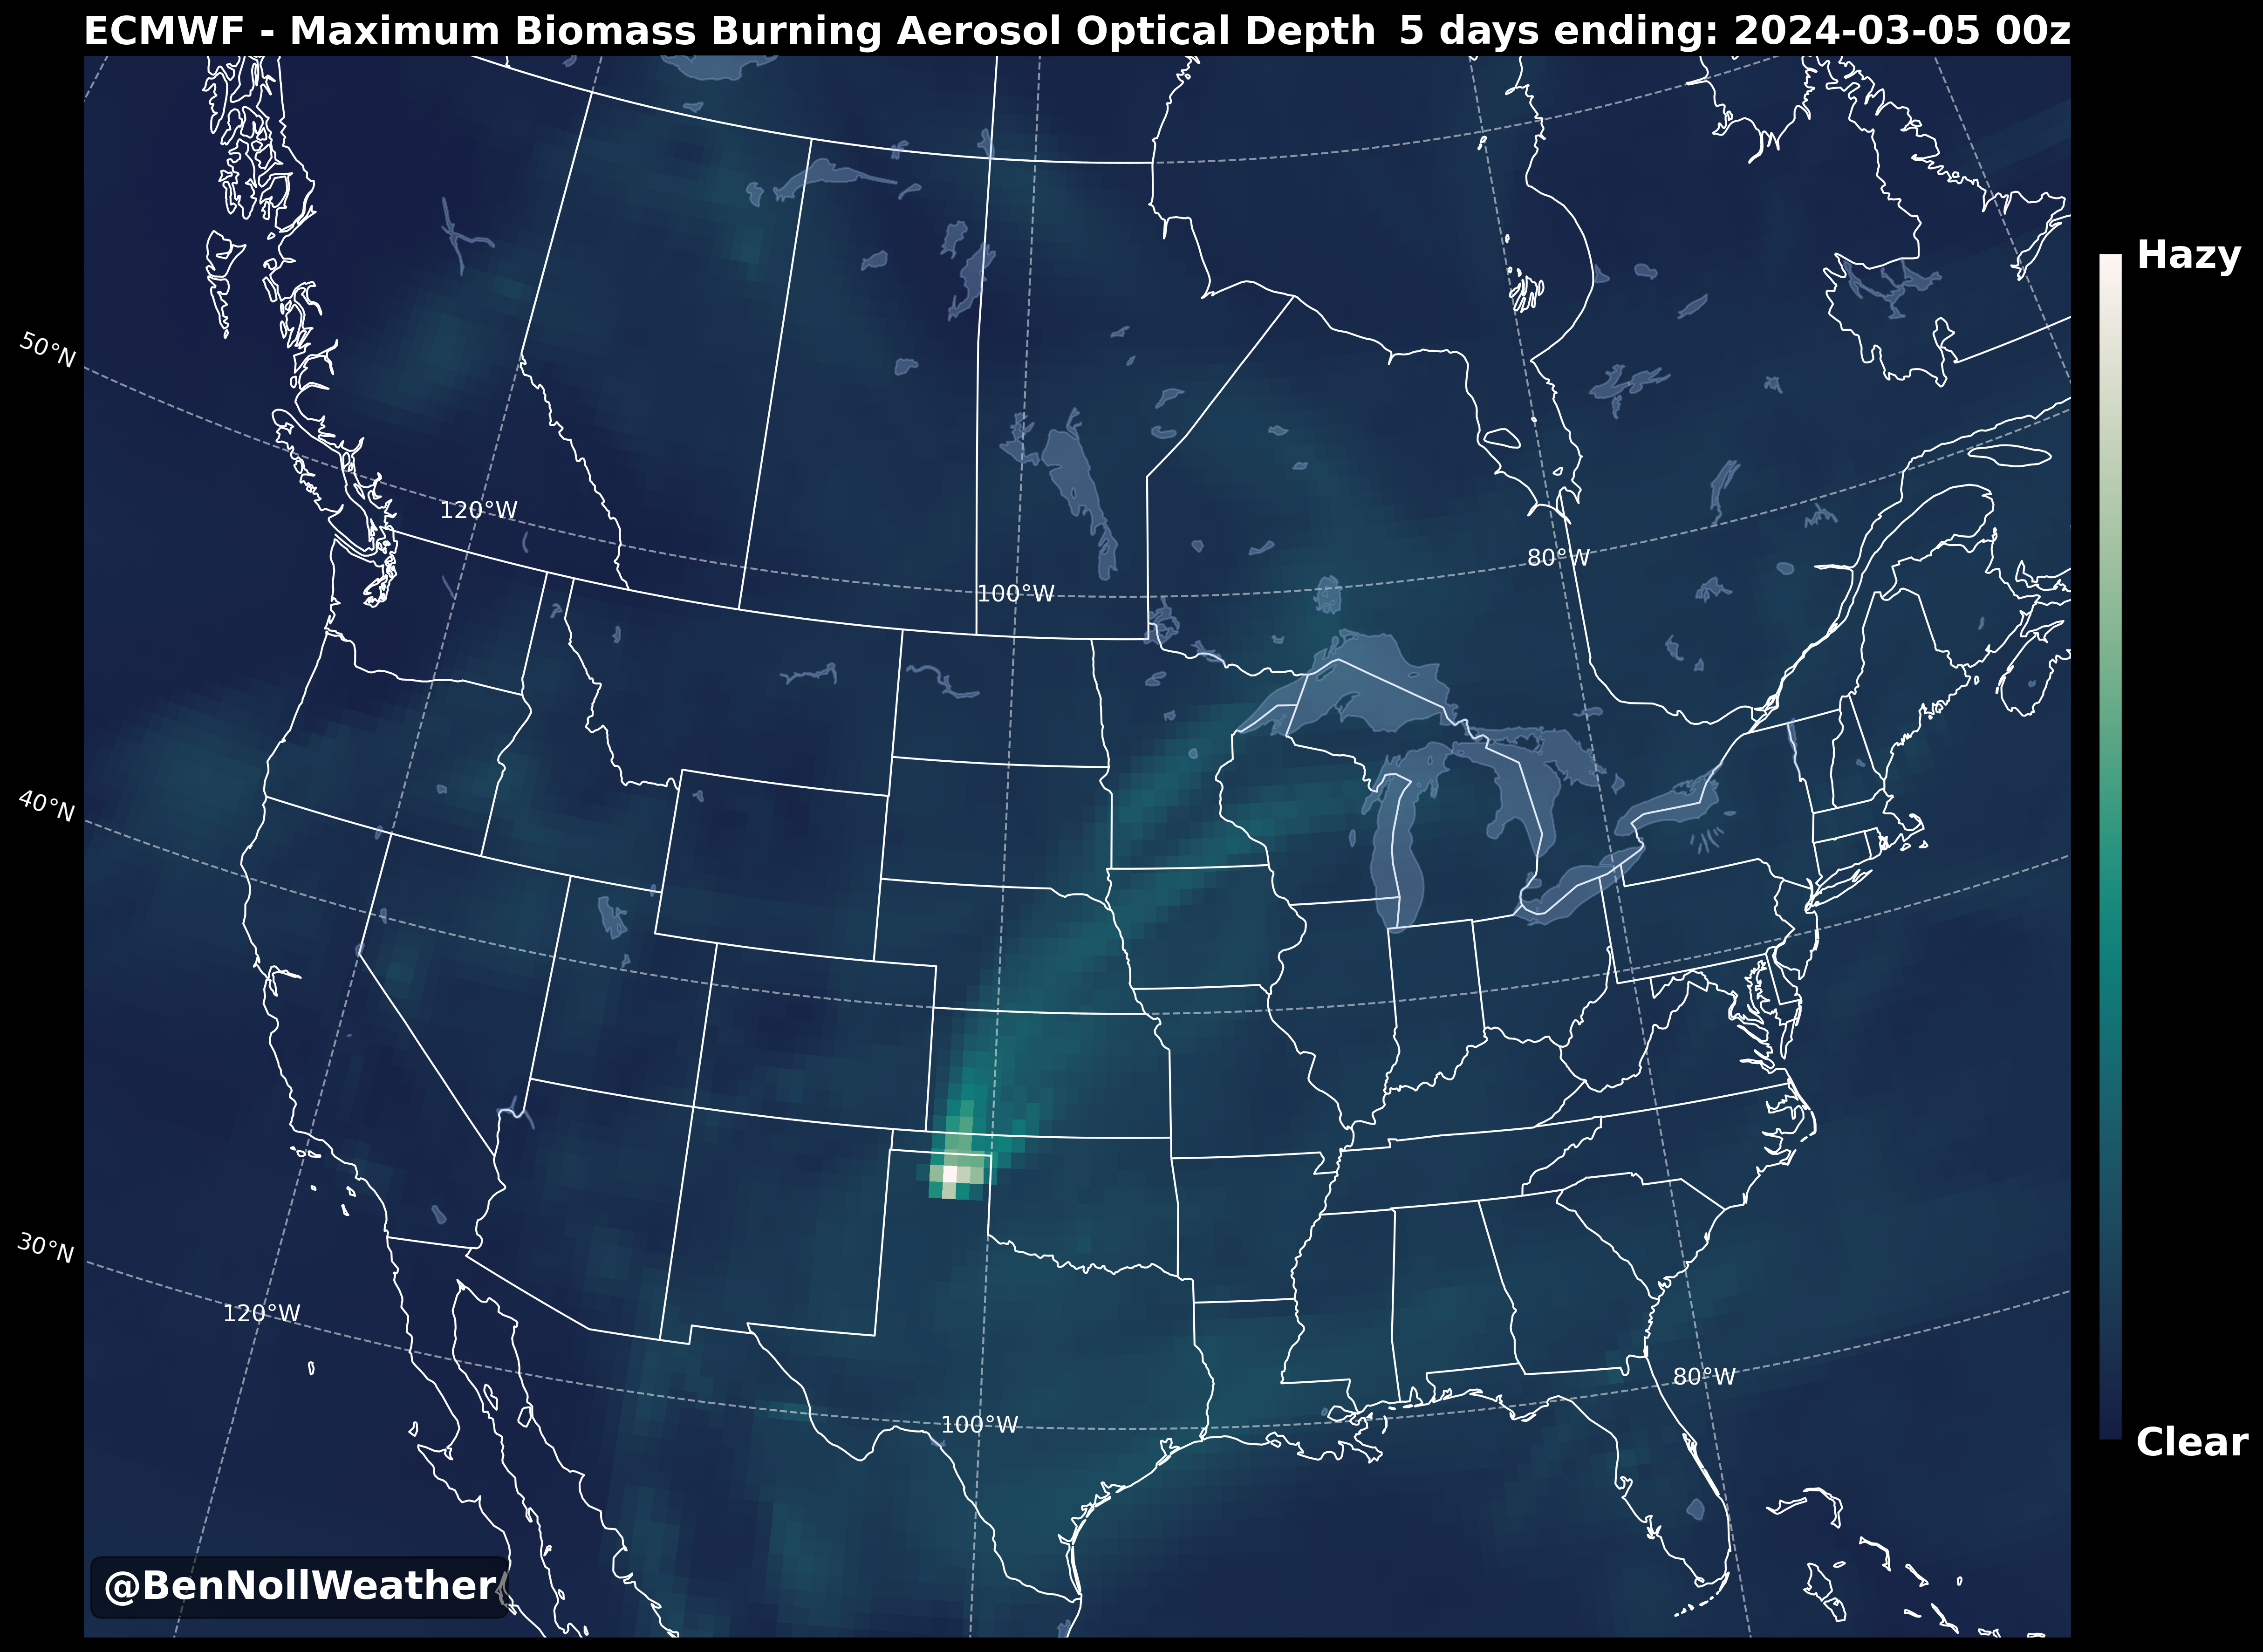 ECMWF - Maximum Biomass Burning Aerosol Optical Depth 5 days ending: 2024-03-05 00z
Hazy
50°N
120°W
80°W
100°W
40°N
30°N
120°W
80°W
100°W
Clear
@BenNollWeather